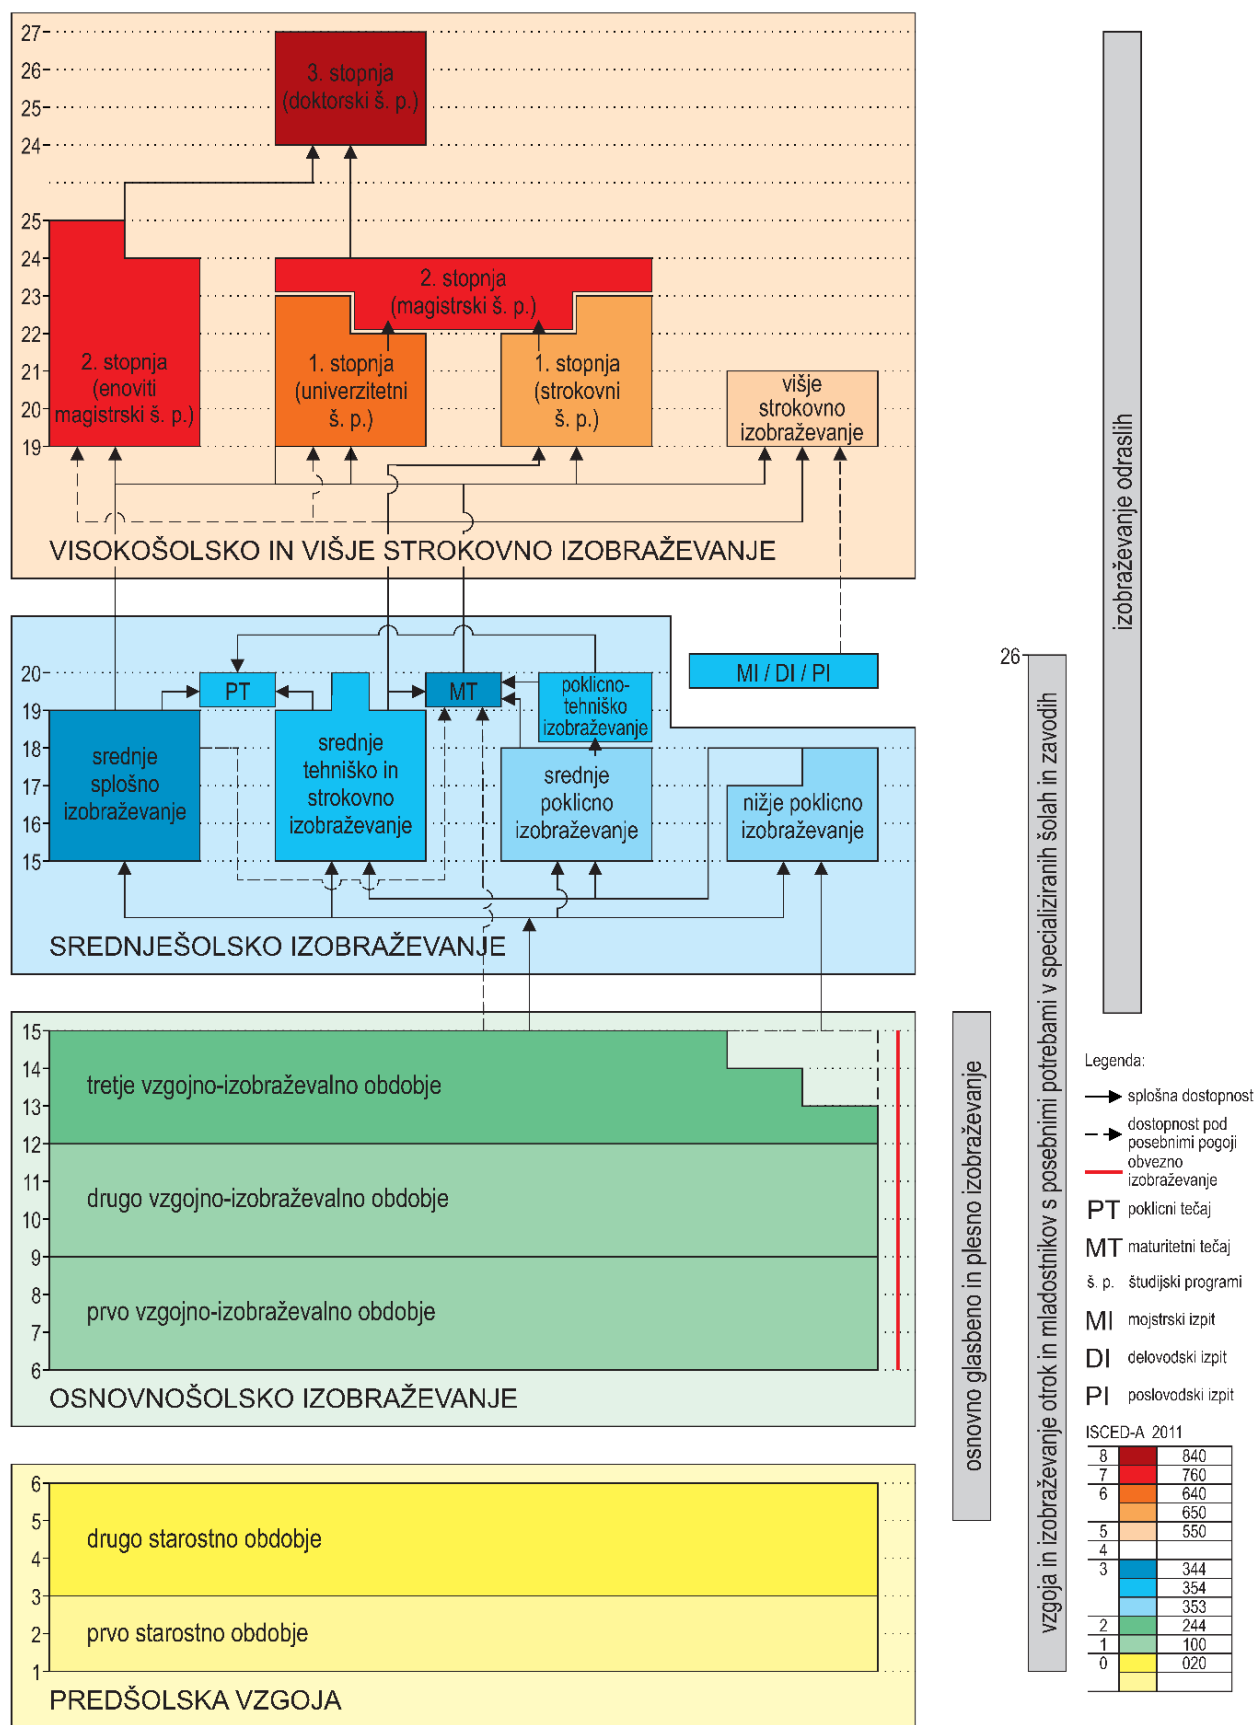 27
26
25
24
25
24
23
22
21
20
19
3. stopnja
(doktorski š. p.)
2. stopnja
(magistrski š. p.)
2. stopnja
(enoviti
magistrski š. p.)
1. stopnja
(univerzitetni
š. p.)
1. stopnja
(strokovni
š. p.)
višje
strokovno
izobraževanje
VISOKOŠOLSKO IN VIŠJE STROKOVNO IZOBRAŽEVANJE
20
19
18
17
16
15
PT
MT
poklicno-
tehniško
izobraževanje
MI / DI / PI
srednje
splošno
izobraževanje
srednje
tehniško in
strokovno
izobraževanje
srednje
poklicno
izobraževanje
nižje poklicno
izobraževanje
SREDNJEŠOLSKO IZOBRAŽEVANJE
15
14
13
12
11
10
9
8
7
6
tretje vzgojno-izobraževalno obdobje
drugo vzgojno-izobraževalno obdobje
prvo vzgojno-izobraževalno obdobje
OSNOVNOŠOLSKO IZOBRAŽEVANJE
6
5
4
3
2
1
drugo starostno obdobje
prvo starostno obdobje
PREDŠOLSKA VZGOJA
osnovno glasbeno in plesno izobraževanje
26
vzgoja in izobraževanje otrok in mladostnikov s posebnimi potrebami v specializiranih šolah in zavodih
izobraževanje odraslih
Legenda:
splošna dostopnost
dostopnost pod
posebnimi pogoji
obvezno
izobraževanje
PT poklicni tečaj
MT maturitetni tečaj
š. p. študijski programi
MI mojstrski izpit
DI delovodski izpit
PI poslovodski izpit
ISCED-A 2011
8 840
7 760
6 640
650
5 550
4
3 344
354
353
2 244
1 100
0 020